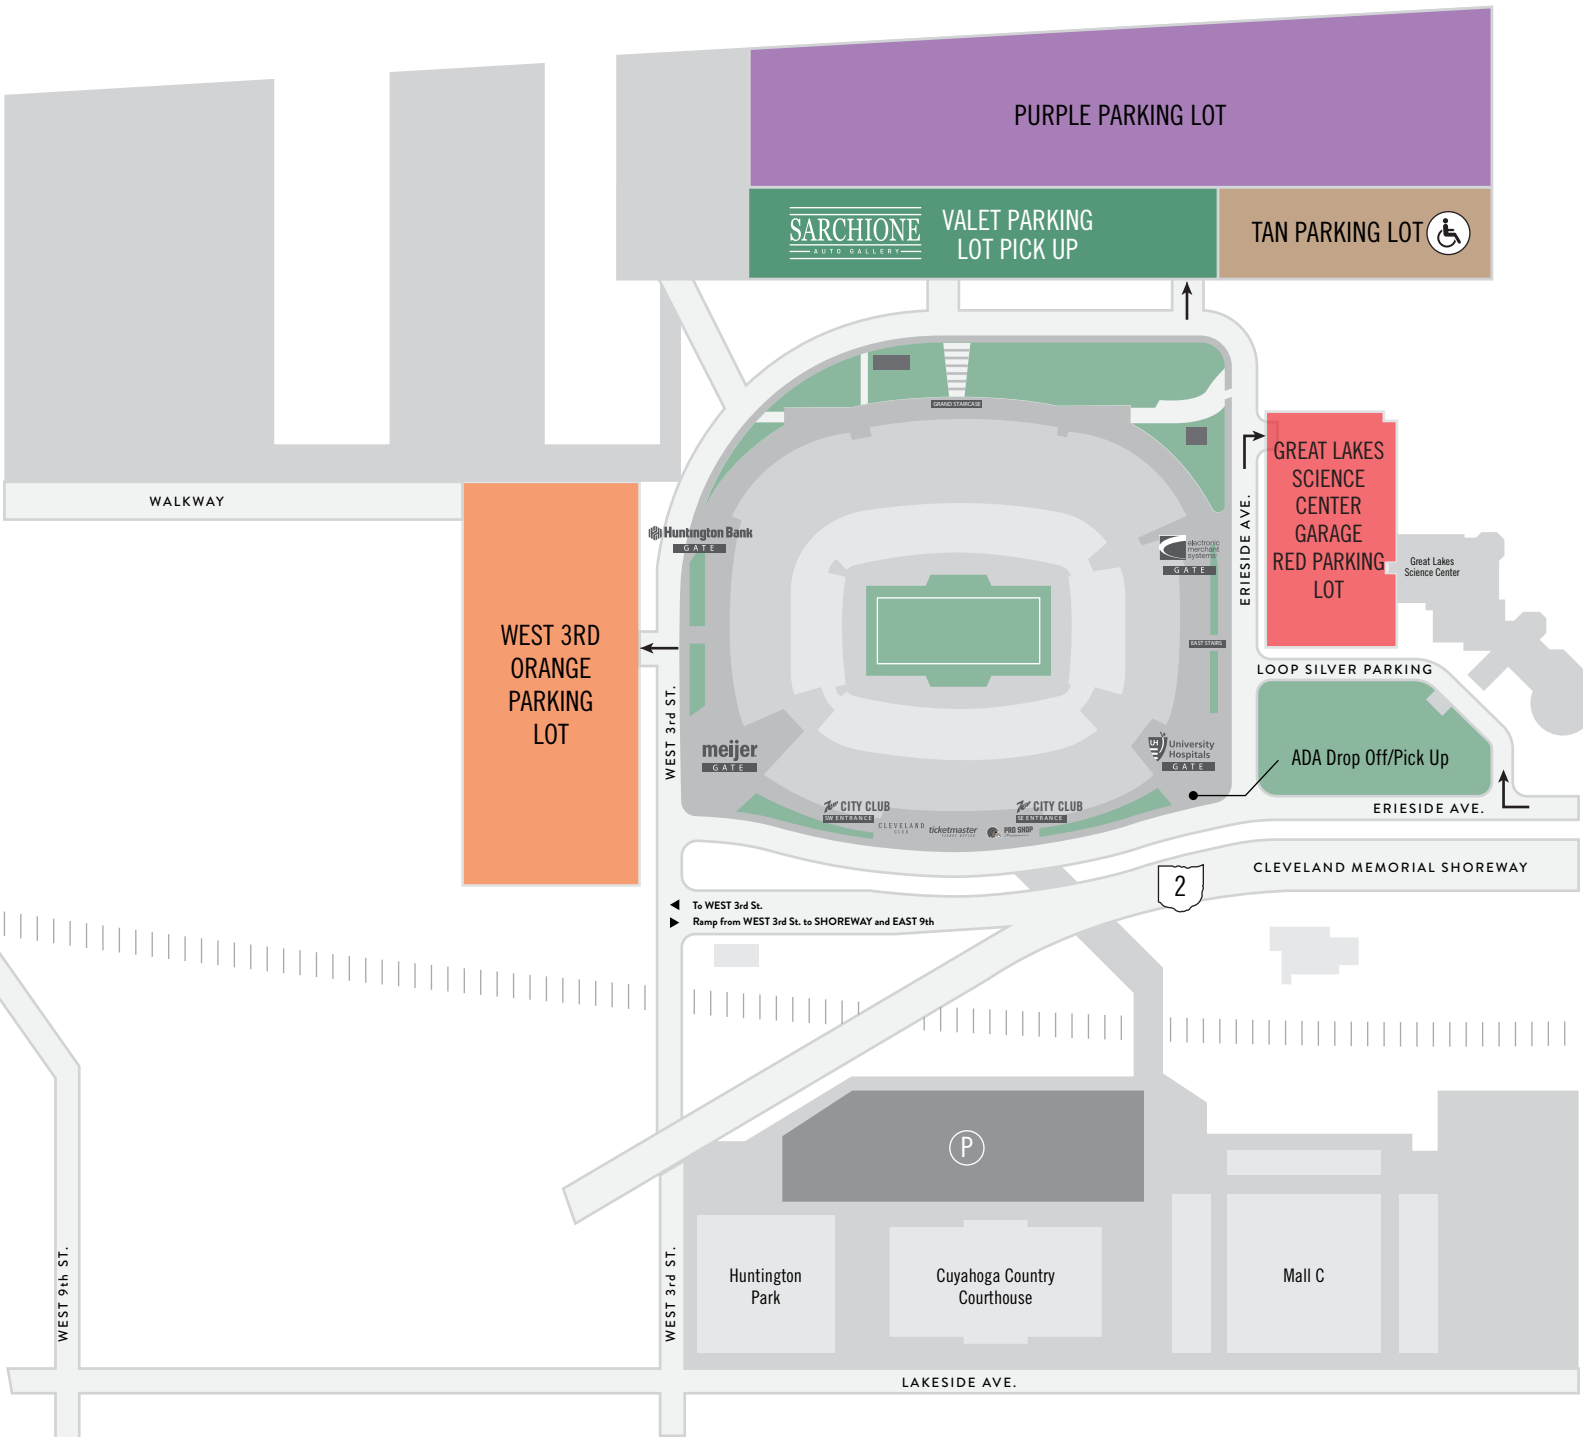 PURPLE PARKING LOT
SARCHIONE
AUTO GALLERY
VALET PARKING
LOT PICK UP
TAN PARKING LOT
GRAND STAIRCASE
WALKWAY
Huntington Bank
GATE
electronic
merchant
systems
GATE
ERIESIDE AVE.
GREAT LAKES
SCIENCE
CENTER
GARAGE
RED PARKING
LOT
Great Lakes
Science Center
WEST 3RD
ORANGE
PARKING
LOT
EAST STAIRS
LOOP SILVER PARKING
WEST 3rd ST.
meijer
GATE
UH
University
Hospitals
GATE
ADA Drop Off/Pick Up
CITY CLUB
SW ENTRANCE
CITY CLUB
SE ENTRANCE
CLEVELAND
CLUB
ticketmaster
TICKET OFFICE
PRO SHOP
ERIESIDE AVE.
CLEVELAND MEMORIAL SHOREWAY
2
To WEST 3rd St.
Ramp from WEST 3rd St. to SHOREWAY and EAST 9th
P
WEST 9th ST.
WEST 3rd ST.
Huntington
Park
Cuyahoga Country
Courthouse
Mall C
LAKESIDE AVE.